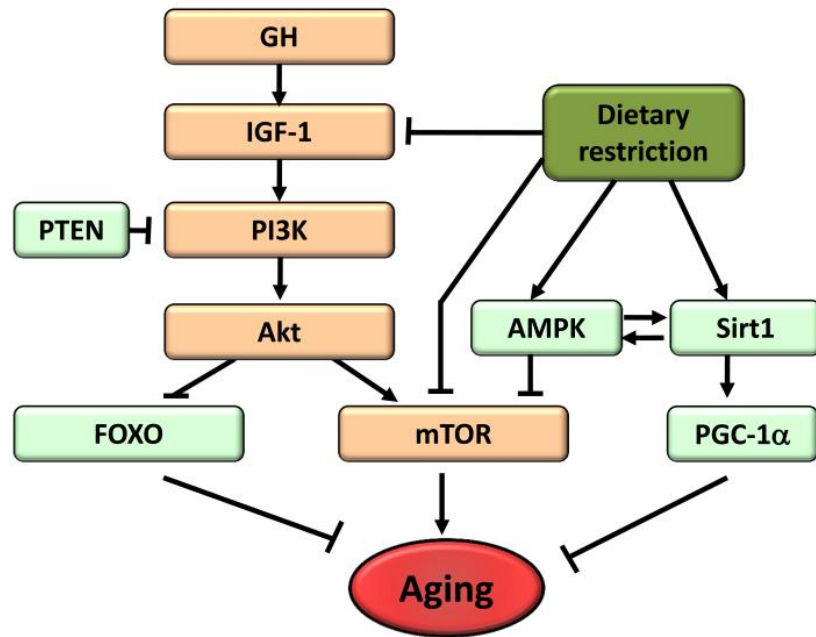 GH
IGF-1
Dietary
restriction
PTEN
PI3K
Akt
AMPK
Sirt1
FOXO
mTOR
PGC-1α
Aging